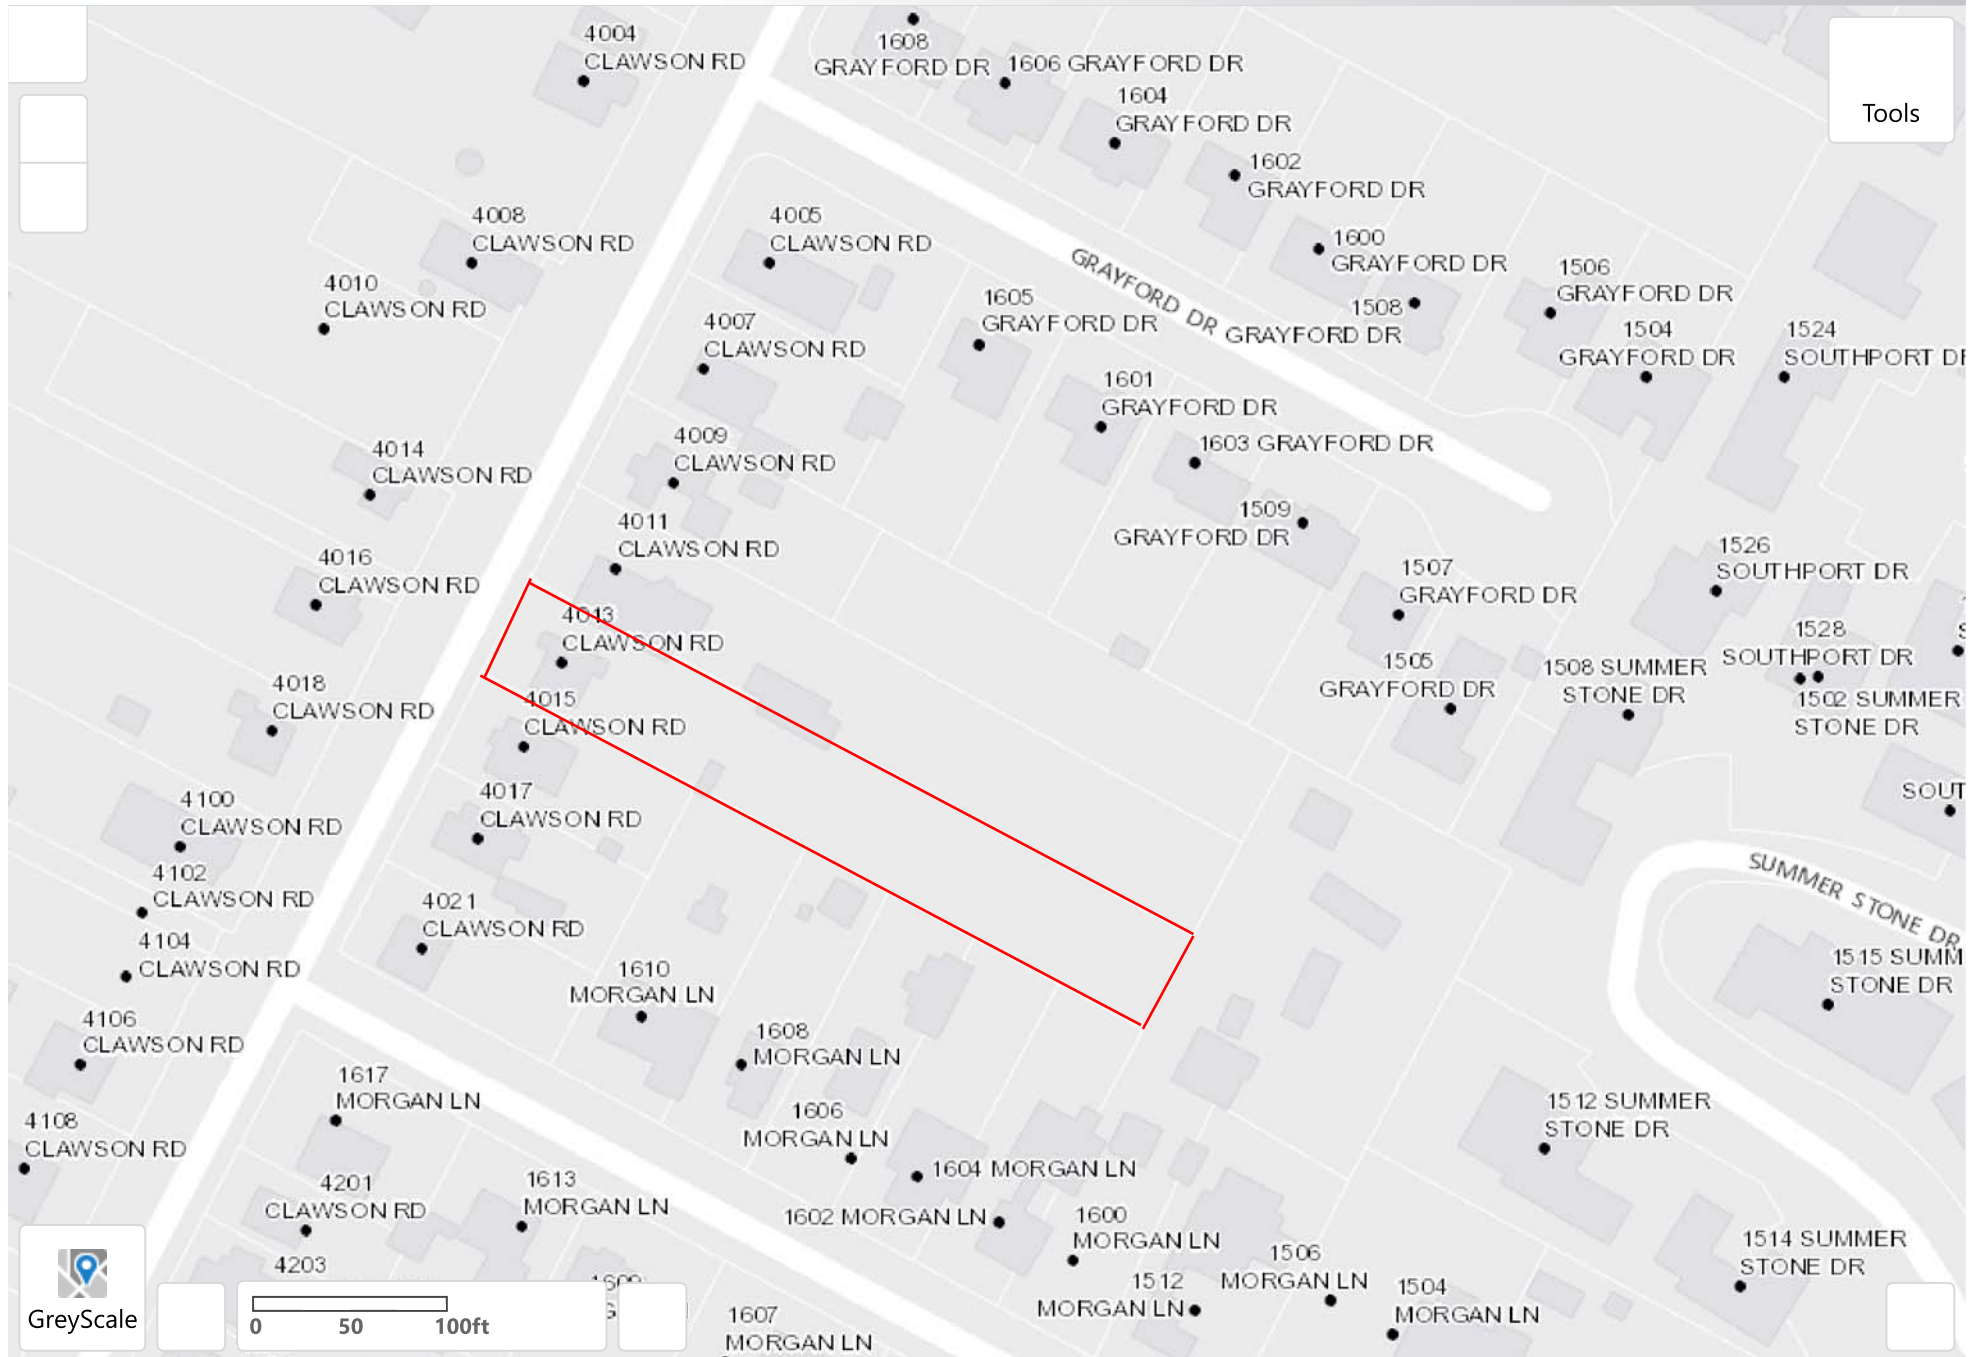 4004
CLAWSON RD
1608
GRAYFORD DR
1606 GRAYFORD DR
1604
GRAYFORD DR
Tools
1602
GRAYFORD DR
4008
CLAWSON RD
4005
CLAWSON RD
1600
GRAYFORD DR
GRAYFORD DR
4010
CLAWSON RD
1605
GRAYFORD DR
1506
GRAYFORD DR
1508
GRAYFORD DR
4007
CLAWSON RD
1504
GRAYFORD DR
1524
SOUTHPORT
1601
GRAYFORD DR
4009
CLAWSON RD
1603 GRAYFORD DR
4014
CLAWSON RD
1509
GRAYFORD DR
4011
CLAWSON RD
4016
CLAWSON RD
1526
SOUTHPORT DR
1507
GRAYFORD DR
4013
CLAWSON RD
1528
SOUTHPORT DR
1505
GRAYFORD DR
1508 SUMMER
STONE DR
4018
CLAWSON RD
4015
CLAWSON RD
1502 SUMMER
STONE DR
4017
CLAWSON RD
4100
CLAWSON RD
4102
CLAWSON RD
SUMMER STONE DR
4021
CLAWSON RD
4104
CLAWSON RD
1515
STONE DR
1610
MORGAN LN
4106
CLAWSON RD
1608
MORGAN LN
1617
MORGAN LN
1606
MORGAN LN
1512 SUMMER
STONE DR
4108
CLAWSON RD
1604 MORGAN LN
4201
CLAWSON RD
1613
MORGAN LN
1602 MORGAN LN
1600
MORGAN LN
1506
MORGAN LN
1514 SUMMER
STONE DR
4203
1512
MORGAN LN
1504
MORGAN LN
1607
MORGAN LN
GreyScale
0 50 100ft